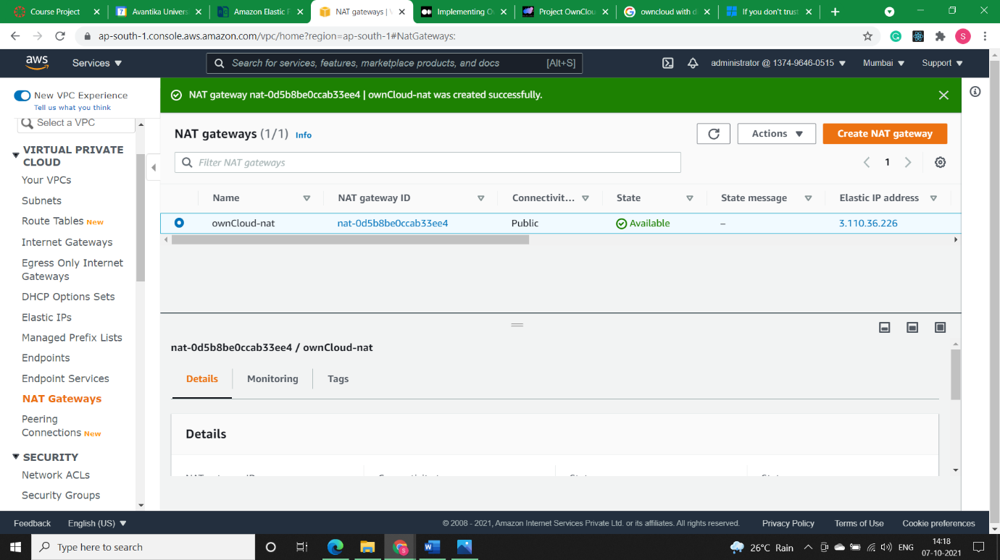 Course Project
Avantika Univers
Amazon Elastic F
NAT gateways | V
Implementing O
Project OwnClou
owncloud with d
If you don't trust
ap-south-1.console.aws.amazon.com/vpc/home?region=ap-south-1#NatGateways:
S
aws
Services
Search for services, features, marketplace products, and docs
[Alt+S]
administrator @ 1374-9646-0515
Mumbai
Support
New VPC Experience
Tell us what you think
Select a VPC
VIRTUAL PRIVATE
CLOUD
Your VPCs
Subnets
Route Tables New
Internet Gateways
Egress Only Internet
Gateways
DHCP Options Sets
Elastic IPs
Managed Prefix Lists
Endpoints
Endpoint Services
NAT Gateways
Peering
Connections New
SECURITY
Network ACLs
Security Groups
NAT gateway nat-0d5b8be0ccab33ee4 | ownCloud-nat was created successfully.
NAT gateways (1/1) Info
Actions
Create NAT gateway
Filter NAT gateways
1
Name NAT gateway ID Connectivit... State State message Elastic IP address
ownCloud-nat nat-0d5b8be0ccab33ee4 Public Available – 3.110.36.226
nat-0d5b8be0ccab33ee4 / ownCloud-nat
Details Monitoring Tags
Details
Feedback English (US)
© 2008 - 2021, Amazon Internet Services Private Ltd. or its affiliates. All rights reserved. Privacy Policy Terms of Use Cookie preferences
Type here to search
26°C Rain
ENG
14:18
07-10-2021